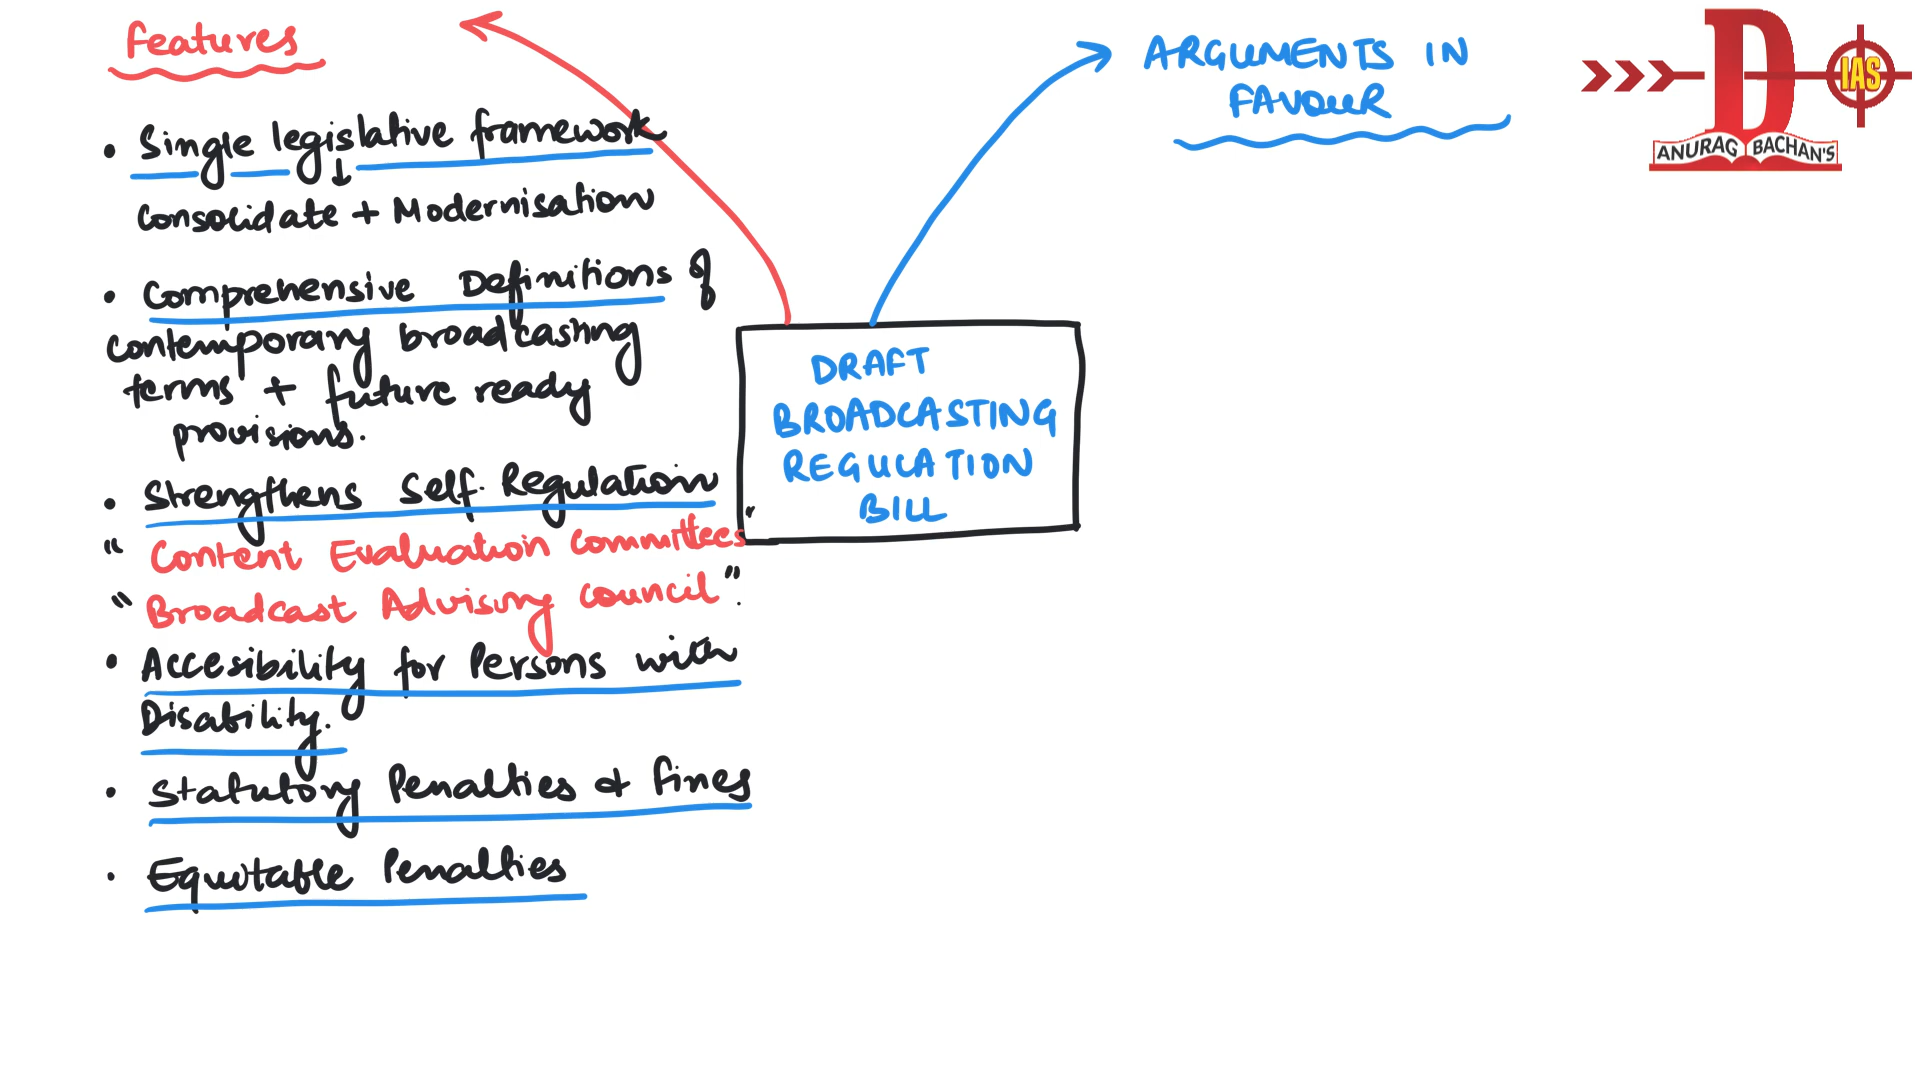 Features
• Single legislative framework
Consolidate + Modernisation
• Comprehensive Definitions of
contemporary broadcasting
terms + future ready
provisions.
• Strengthens Self-Regulation
"Content Evaluation Committees"
"Broadcast Advisory Council".
• Accesibility for Persons with
Disability.
• Statutory Penalties & Fines
• Equitable Penalties
DRAFT
BROADCASTING
REGULATION
BILL
ARGUMENTS IN
FAVOUR
D
IAS
ANURAG BACHAN'S